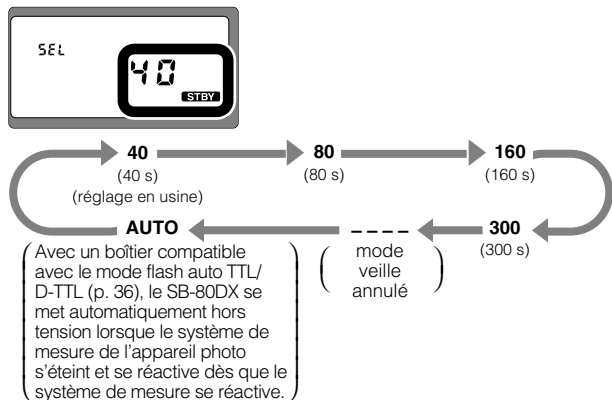 SEL
40
STBY
40
(40 s)
(réglage en usine)
80
(80 s)
160
(160 s)
300
(300 s)
– – – –
mode
veille
annulé
AUTO
Avec un boîtier compatible
avec le mode flash auto TTL/
D-TTL (p. 36), le SB-80DX se
met automatiquement hors
tension lorsque le système de
mesure de l’appareil photo
s’éteint et se réactive dès que le
système de mesure se réactive.